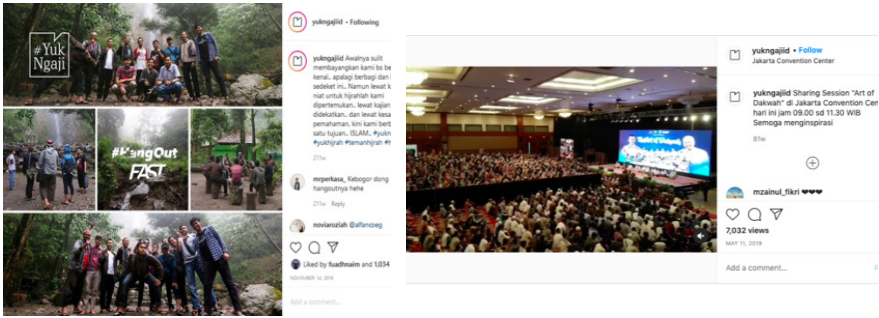 #Yuk
Ngaji
#HangOut
FAST
yukngajiid • Following
yukngajiid Awalnya sulit
membayangkan kami bs be
kenal.. apalagi berbagi dan
sedeket ini.. Namun lewat k
niat untuk hijrahlah kami
dipertemukan.. lewat kajian
didekatkan.. dan lewat kesa
pemahaman. kini kami bert
satu tujuan.. ISLAM.. #yukn
#yukhijrah #temanhijrah #h
211w
mrperkasa_ Kebogor dong
hangoutnya hehe
211w Reply
noviaroziah @alfancoeg
Liked by fuadhnaim and 1,034
NOVEMBER 14, 2016
Add a comment...
yukngajiid • Follow
Jakarta Convention Center
yukngajiid Sharing Session "Art of
Dakwah" di Jakarta Convention Cen
hari ini jam 09.00 sd 11.30 WIB
Semoga menginspirasi
81w
mzainul_fikri ❤❤❤
7,032 views
MAY 11, 2019
Add a comment...